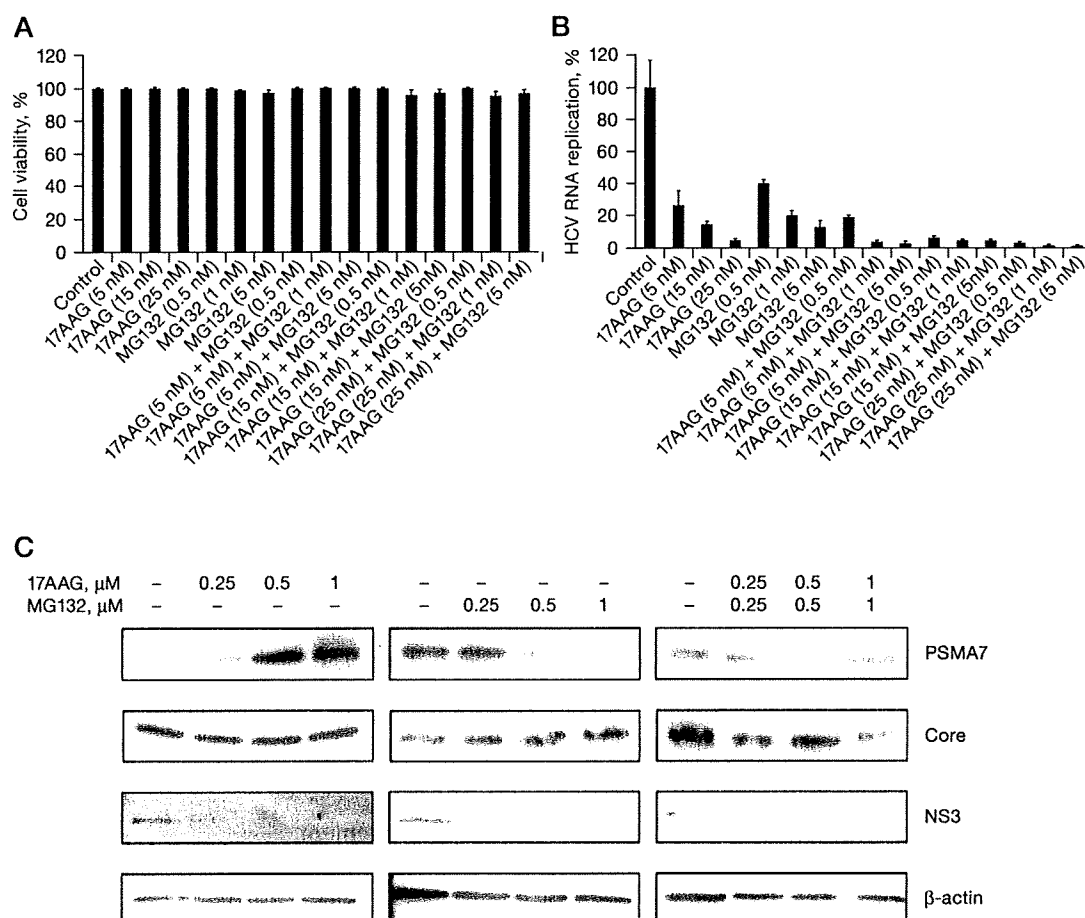 A
120
100
80
60
40
20
0
Cell viability, %
Control
17AAG (5 nM)
17AAG (15 nM)
17AAG (25 nM)
MG132 (0.5 nM)
MG132 (1 nM)
MG132 (5 nM)
17AAG (5 nM) + MG132 (0.5 nM)
17AAG (5 nM) + MG132 (1 nM)
17AAG (5 nM) + MG132 (5 nM)
17AAG (15 nM) + MG132 (0.5 nM)
17AAG (15 nM) + MG132 (1 nM)
17AAG (15 nM) + MG132 (5nM)
17AAG (25 nM) + MG132 (0.5 nM)
17AAG (25 nM) + MG132 (1 nM)
17AAG (25 nM) + MG132 (5 nM)
B
120
100
80
60
40
20
0
HCV RNA replication, %
Control
17AAG (5 nM)
17AAG (15 nM)
17AAG (25 nM)
MG132 (0.5 nM)
MG132 (1 nM)
MG132 (5 nM)
17AAG (5 nM) + MG132 (0.5 nM)
17AAG (5 nM) + MG132 (1 nM)
17AAG (5 nM) + MG132 (5 nM)
17AAG (15 nM) + MG132 (0.5 nM)
17AAG (15 nM) + MG132 (1 nM)
17AAG (15 nM) + MG132 (5nM)
17AAG (25 nM) + MG132 (0.5 nM)
17AAG (25 nM) + MG132 (1 nM)
17AAG (25 nM) + MG132 (5 nM)
C
17AAG, μM – 0.25 0.5 1 – – – – – 0.25 0.5 1
MG132, μM – – – – – 0.25 0.5 1 – 0.25 0.5 1
PSMA7
Core
NS3
β-actin